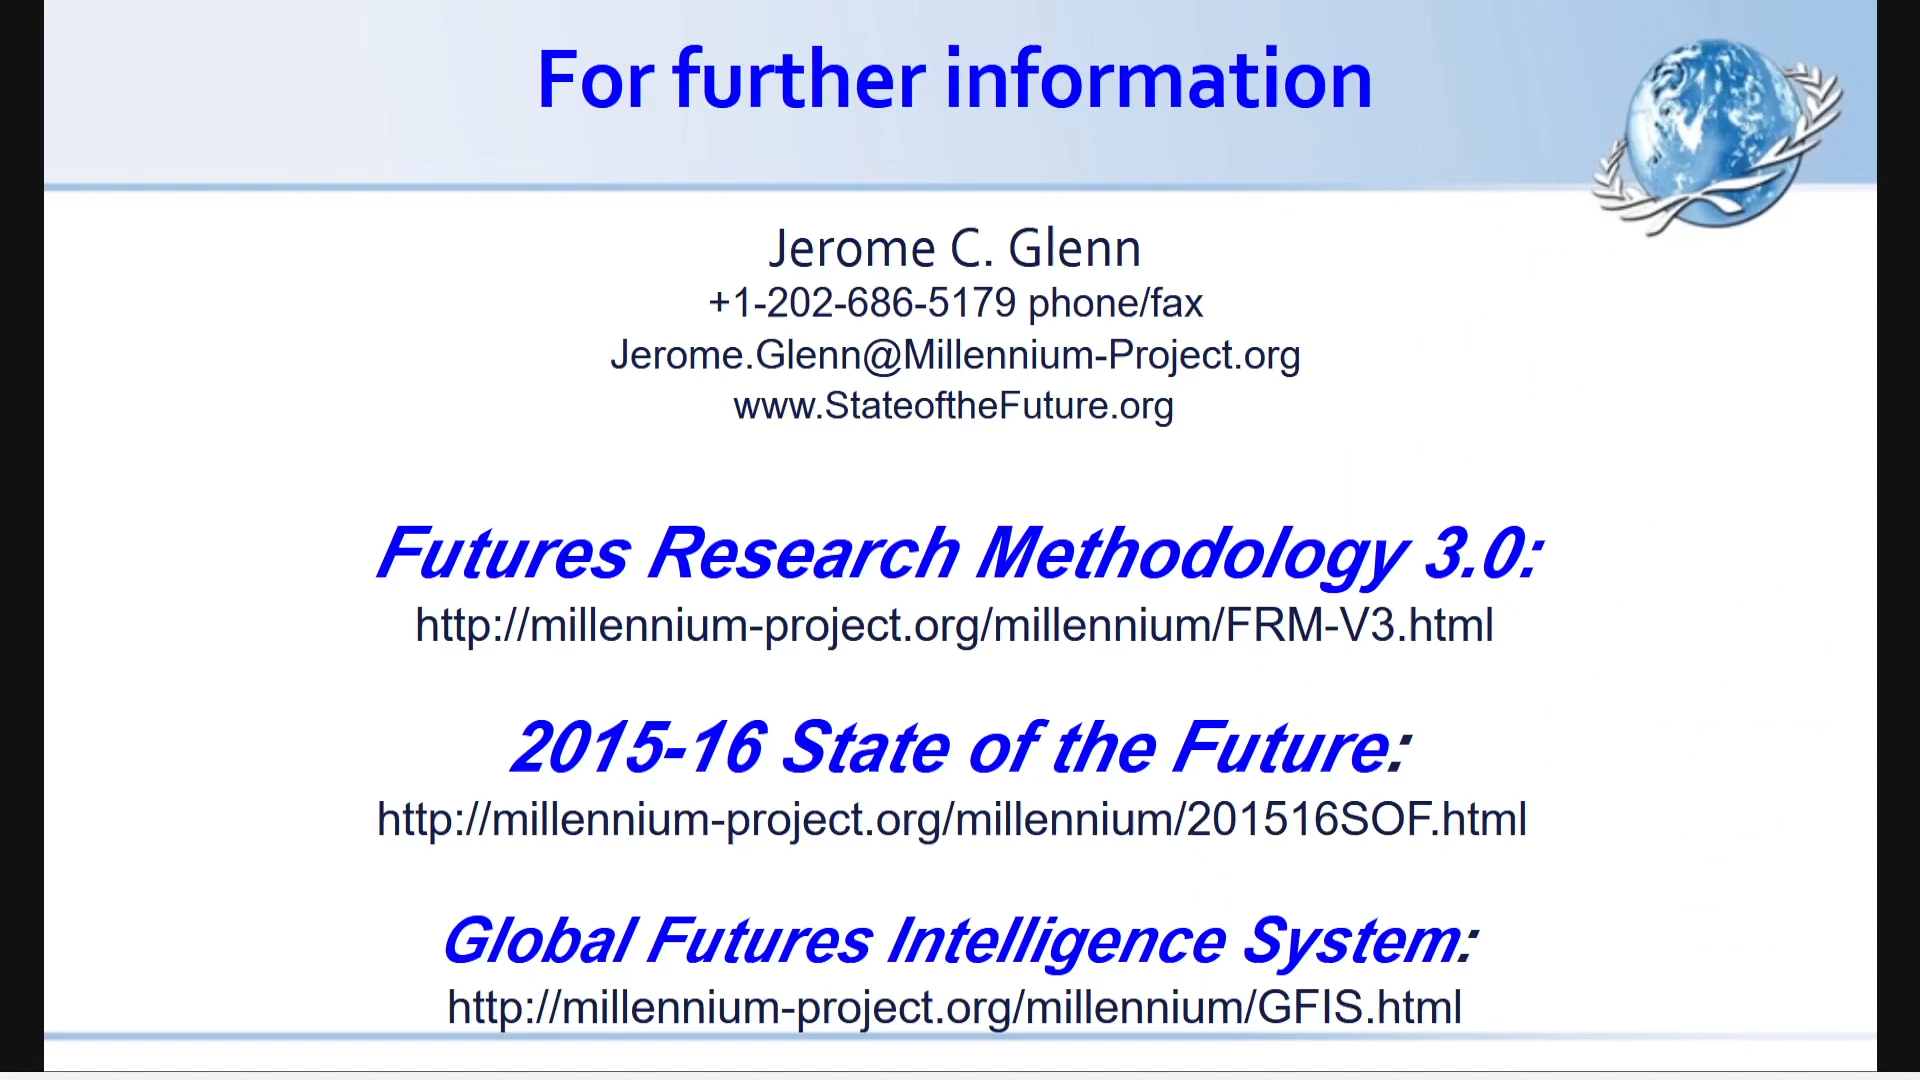 For further information
Jerome C. Glenn
+1-202-686-5179 phone/fax
Jerome.Glenn@Millennium-Project.org
www.StateoftheFuture.org
Futures Research Methodology 3.0:
http://millennium-project.org/millennium/FRM-V3.html
2015-16 State of the Future:
http://millennium-project.org/millennium/201516SOF.html
Global Futures Intelligence System:
http://millennium-project.org/millennium/GFIS.html